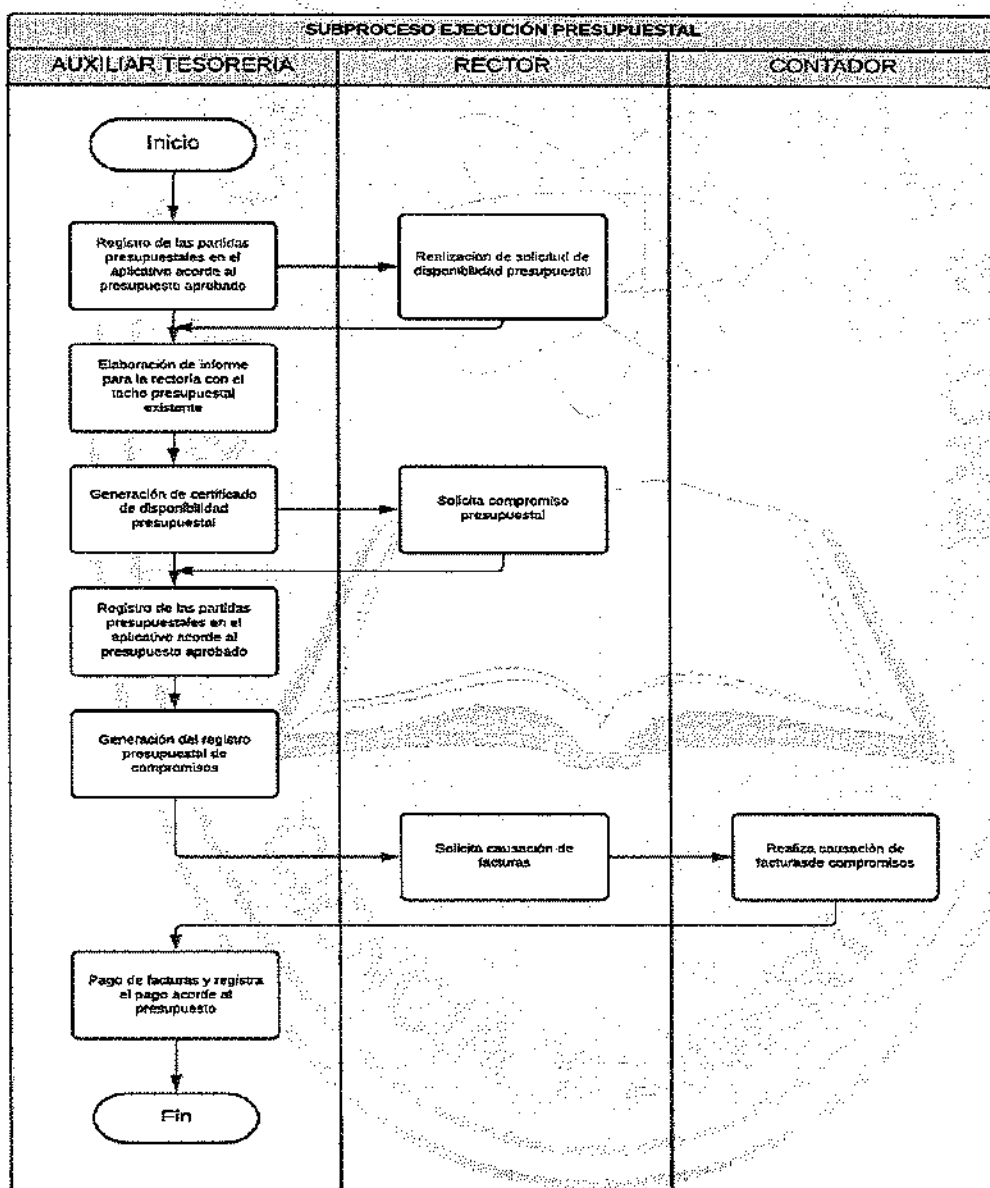 SUBPROCESO EJECUCIÓN PRESUPUESTAL
AUXILIAR TESORERIA
RECTOR
CONTADOR
Inicio
Registro de las partidas
presupuestales en el
aplicativo acorde al
presupuesto aprobado
Realización de solicitud de
disponibilidad presupuestal
Elaboración de informe
para la rectoría con el
techo presupuestal
existente
Generación de certificado
de disponibilidad
presupuestal
Solicita compromiso
presupuestal
Registro de las partidas
presupuestales en el
aplicativo acorde al
presupuesto aprobado
Generación del registro
presupuestal de
compromisos
Solicita causación de
facturas
Realiza causación de
facturasde compromisos
Pago de facturas y registra
el pago acorde al
presupuesto
Fin